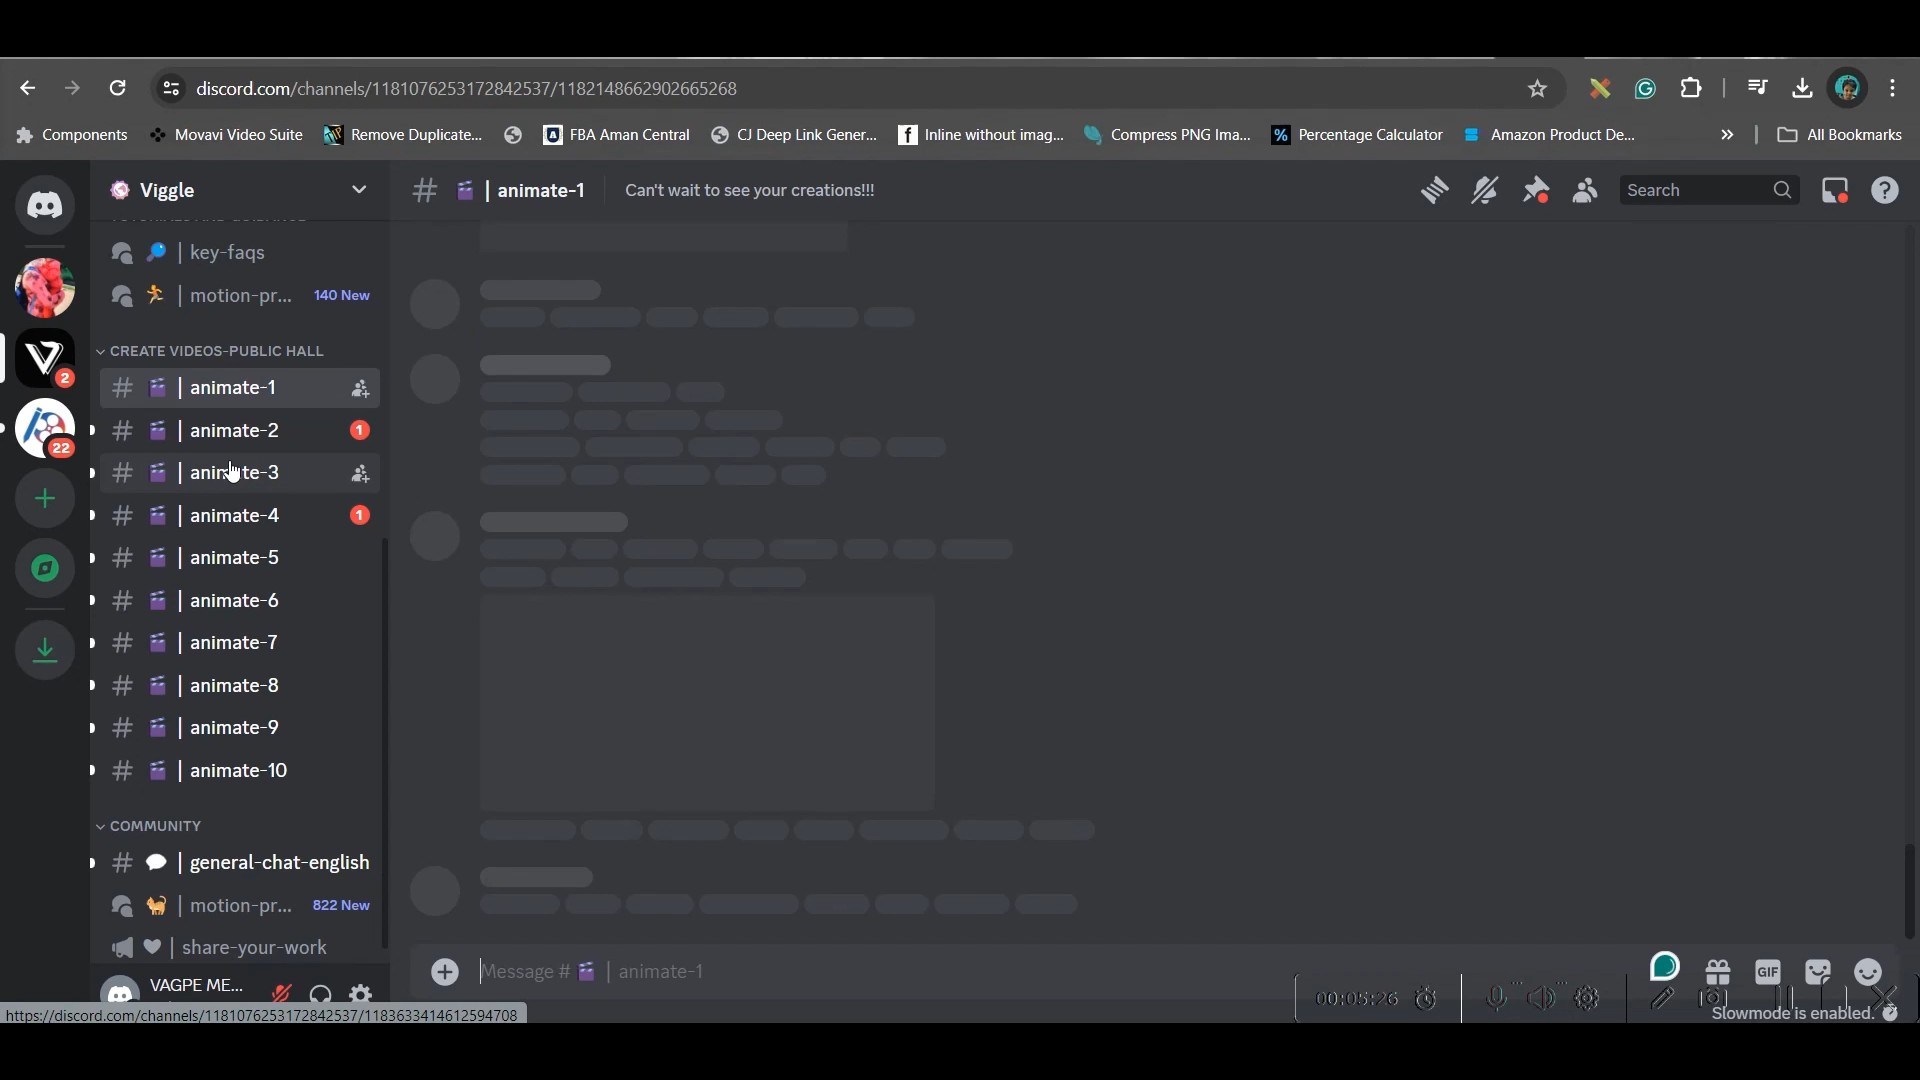 discord.com/channels/1181076253172842537/1182148662902665268
Components
Movavi Video Suite
Remove Duplicate...
FBA Aman Central
CJ Deep Link Gener...
Inline without imag...
Compress PNG Ima...
Percentage Calculator
Amazon Product De...
All Bookmarks
Viggle
| animate-1
Can't wait to see your creations!!!
Search
| key-faqs
| motion-pr... 140 New
CREATE VIDEOS-PUBLIC HALL
| animate-1
| animate-2 1
2
| animate-3
22
| animate-4 1
| animate-5
| animate-6
| animate-7
| animate-8
| animate-9
| animate-10
COMMUNITY
| general-chat-english
| motion-pr... 822 New
| share-your-work
VAGPE ME...
Message # | animate-1
GIF
00:05:26
Slowmode is enabled.
https://discord.com/channels/1181076253172842537/1183633414612594708